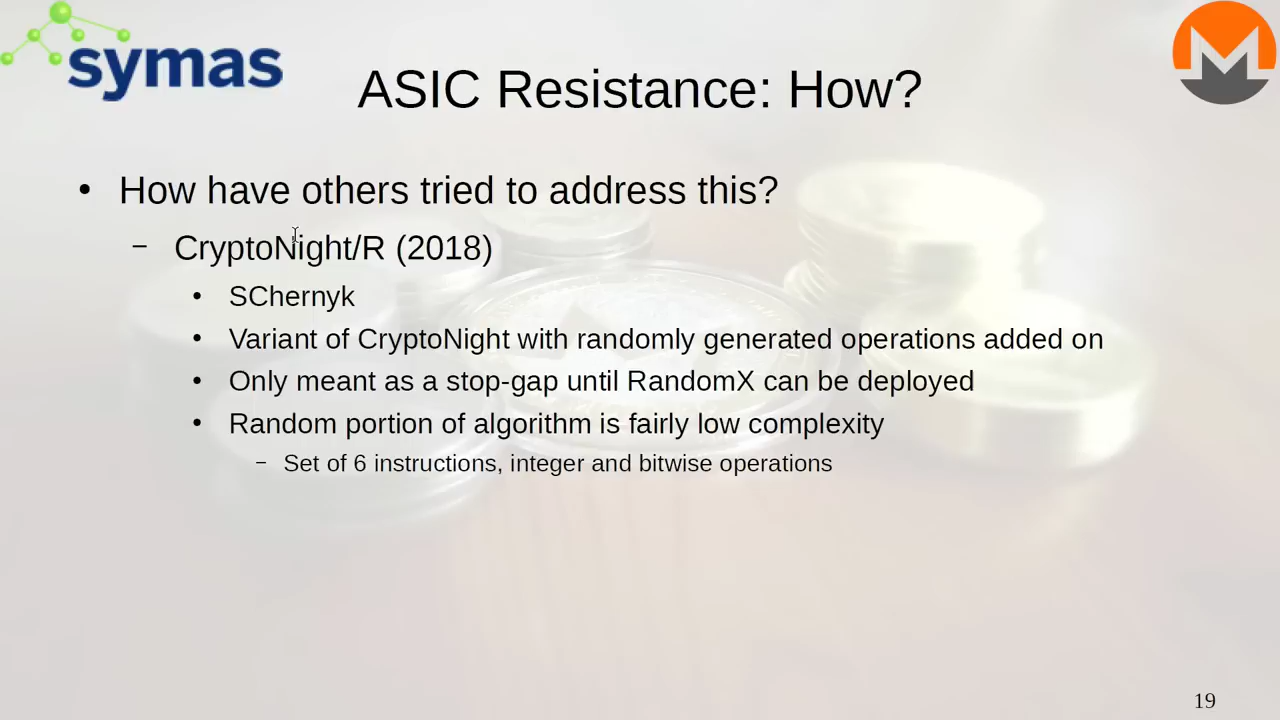 symas
ASIC Resistance: How?
• How have others tried to address this?
– CryptoNight/R (2018)
• SChernyk
• Variant of CryptoNight with randomly generated operations added on
• Only meant as a stop-gap until RandomX can be deployed
• Random portion of algorithm is fairly low complexity
– Set of 6 instructions, integer and bitwise operations
19